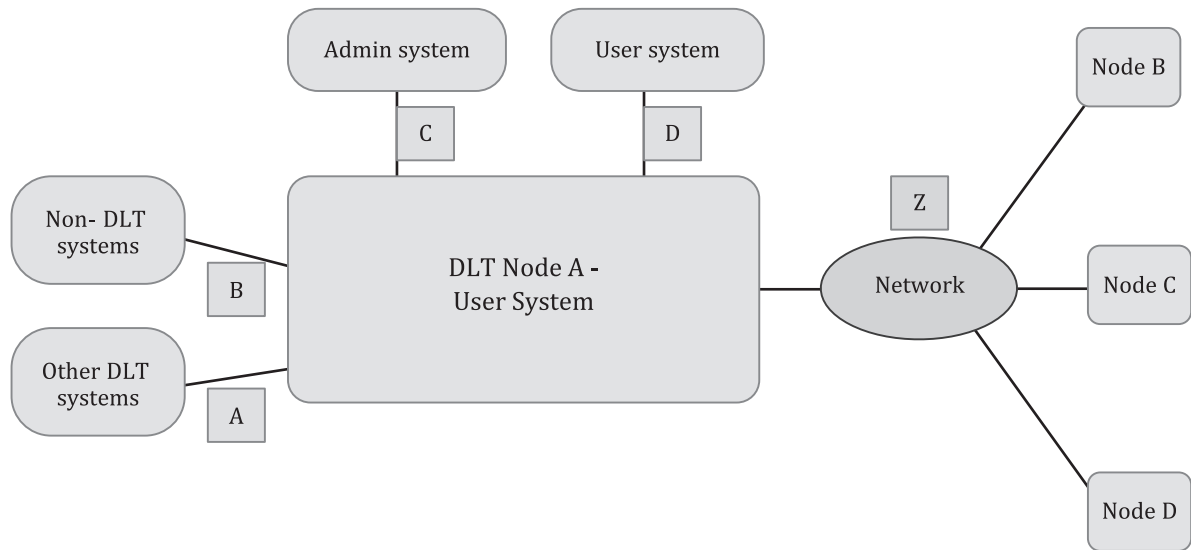 Admin system
User system
Node B
C
D
Non- DLT
systems
Z
DLT Node A -
User System
Network
Node C
B
Other DLT
systems
A
Node D